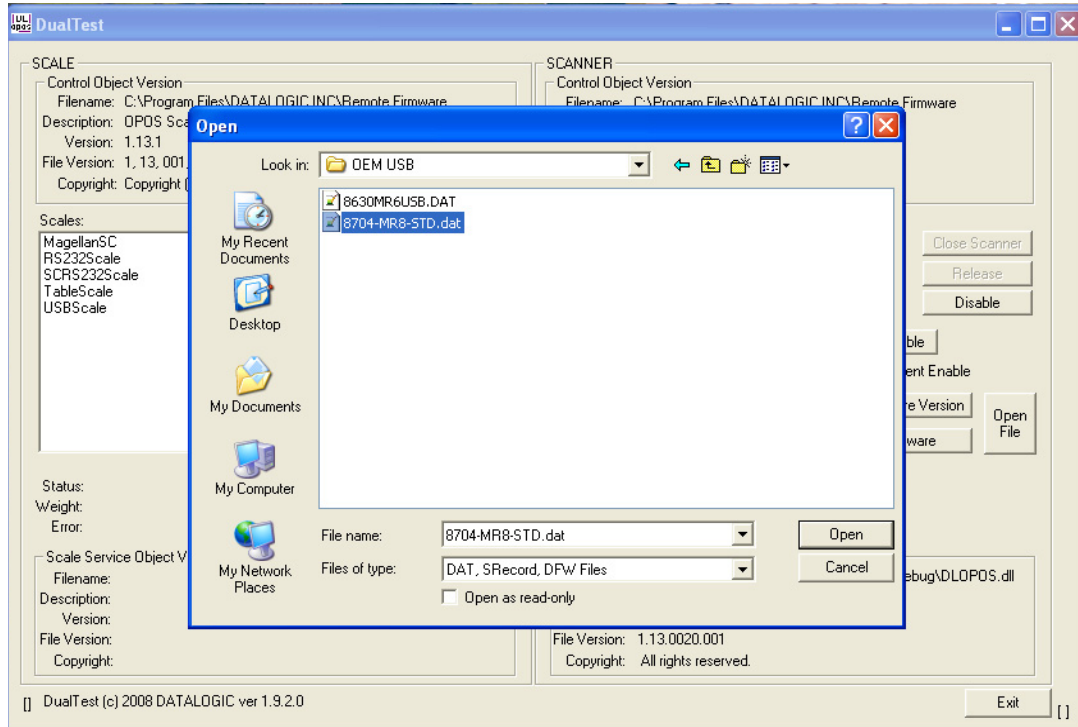 UL
opos
DualTest
SCALE
Control Object Version
Filename: C:\Program Files\DATALOGIC INC\Remote Firmware
Description: OPOS Sca
Version: 1.13.1
File Version: 1, 13, 001,
Copyright: Copyright (
Scales:
MagellanSC
RS232Scale
SCRS232Scale
TableScale
USBScale
Status:
Weight:
Error:
Scale Service Object V
Filename:
Description:
Version:
File Version:
Copyright:
SCANNER
Control Object Version
Filename: C:\Program Files\DATALOGIC INC\Remote Firmware
Close Scanner
Release
Disable
ble
ent Enable
re Version
ware
Open
File
ebug\DLOPOS.dll
File Version: 1.13.0020.001
Copyright: All rights reserved.
Open
Look in: OEM USB
8630MR6USB.DAT
8704-MR8-STD.dat
My Recent
Documents
Desktop
My Documents
My Computer
My Network
Places
File name: 8704-MR8-STD.dat
Open
Files of type: DAT, SRecord, DFW Files
Cancel
Open as read-only
[] DualTest (c) 2008 DATALOGIC ver 1.9.2.0
Exit
[ ]